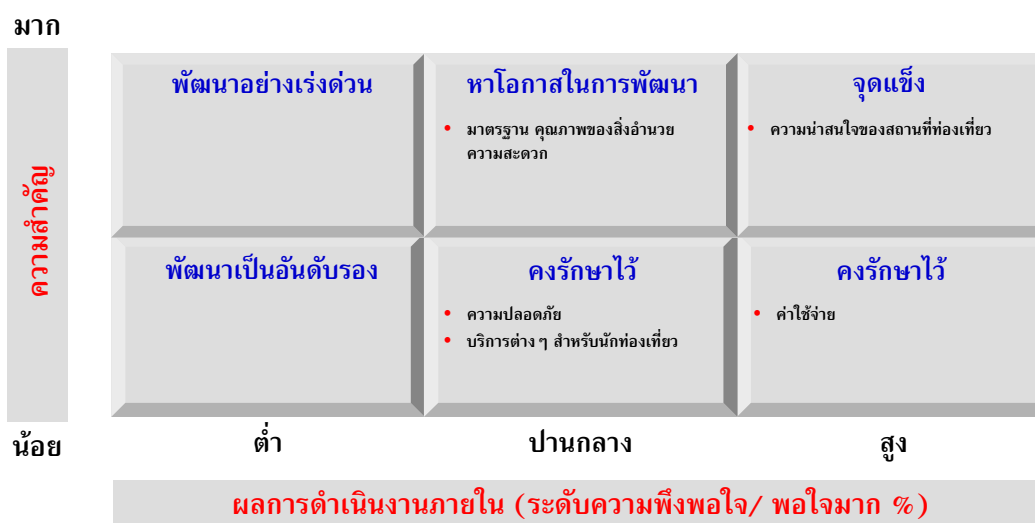 มาก
พัฒนาอย่างเร่งด่วน
หาโอกาสในการพัฒนา
• มาตรฐาน คุณภาพของสิ่งอำนวย
ความสะดวก
จุดแข็ง
• ความน่าสนใจของสถานที่ท่องเที่ยว
ความสำคัญ
พัฒนาเป็นอันดับรอง
คงรักษาไว้
• ความปลอดภัย
• บริการต่าง ๆ สำหรับนักท่องเที่ยว
คงรักษาไว้
• ค่าใช้จ่าย
น้อย
ต่ำ
ปานกลาง
สูง
ผลการดำเนินงานภายใน (ระดับความพึงพอใจ/ พอใจมาก %)